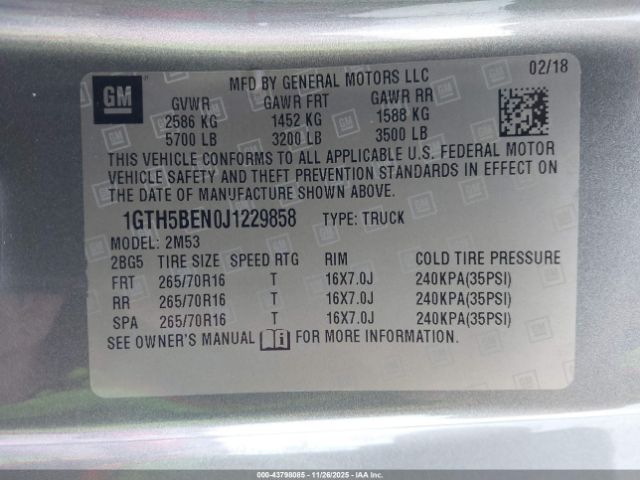 GM
MFD BY GENERAL MOTORS LLC
02/18
GVWR GAWR FRT GAWR RR
2586 KG 1452 KG 1588 KG
5700 LB 3200 LB 3500 LB
THIS VEHICLE CONFORMS TO ALL APPLICABLE U.S. FEDERAL MOTOR
VEHICLE SAFETY AND THEFT PREVENTION STANDARDS IN EFFECT ON
THE DATE OF MANUFACTURE SHOWN ABOVE.
1GTH5BEN0J1229858 TYPE: TRUCK
MODEL: 2M53
2BG5 TIRE SIZE SPEED RTG RIM COLD TIRE PRESSURE
FRT 265/70R16 T 16X7.0J 240KPA(35PSI)
RR 265/70R16 T 16X7.0J 240KPA(35PSI)
SPA 265/70R16 T 16X7.0J 240KPA(35PSI)
SEE OWNER'S MANUAL FOR MORE INFORMATION.
000-43798085 - 11/26/2025 - IAAI.COM